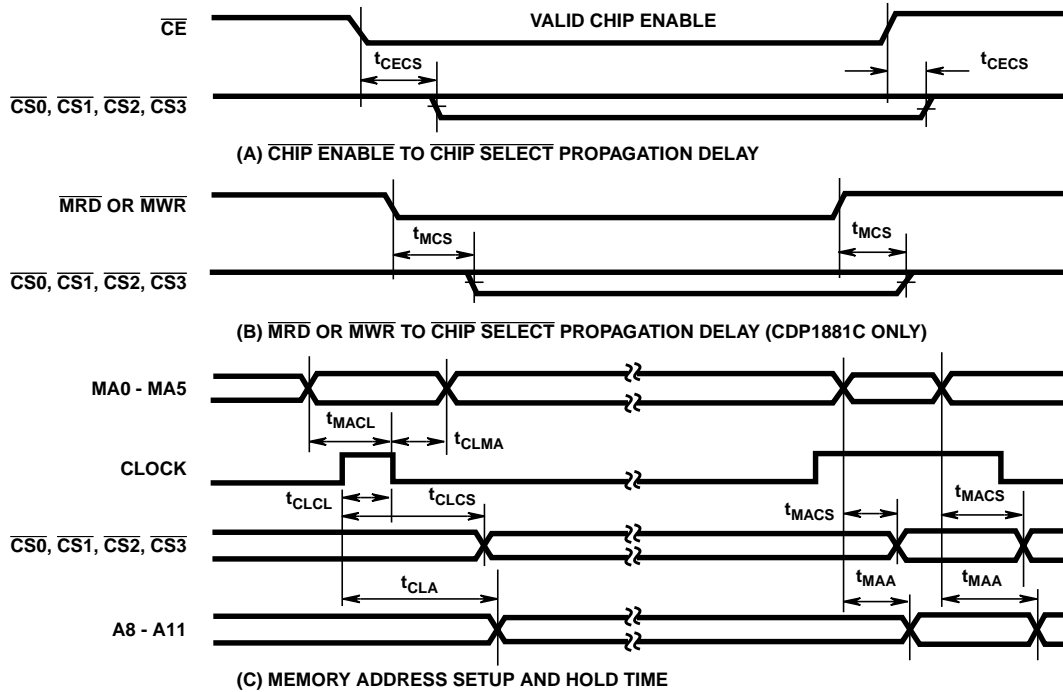 VALID CHIP ENABLE
CE
tCECS
tCECS
CS0, CS1, CS2, CS3
(A) CHIP ENABLE TO CHIP SELECT PROPAGATION DELAY
MRD OR MWR
tMCS
tMCS
CS0, CS1, CS2, CS3
(B) MRD OR MWR TO CHIP SELECT PROPAGATION DELAY (CDP1881C ONLY)
MA0 - MA5
tMACL
tCLMA
CLOCK
tCLCL
tCLCS
tMACS
tMACS
CS0, CS1, CS2, CS3
tCLA
tMAA
tMAA
A8 - A11
(C) MEMORY ADDRESS SETUP AND HOLD TIME